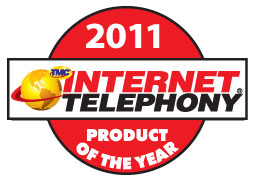 2011
TMC
INTERNET
TELEPHONY®
PRODUCT
OF THE YEAR